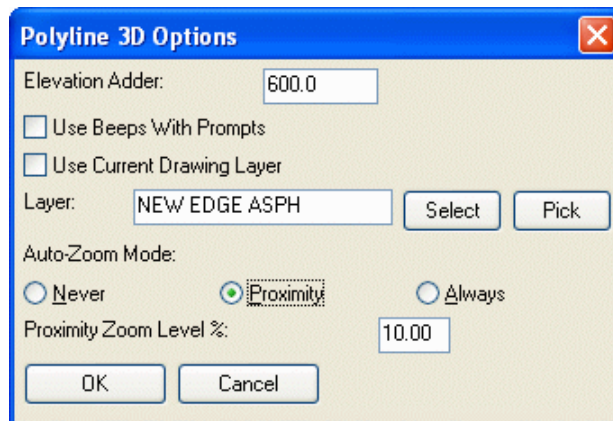 Polyline 3D Options
Elevation Adder: 600.0
Use Beeps With Prompts
Use Current Drawing Layer
Layer: NEW EDGE ASPH Select Pick
Auto-Zoom Mode:
Never Proximity Always
Proximity Zoom Level %: 10.00
OK Cancel